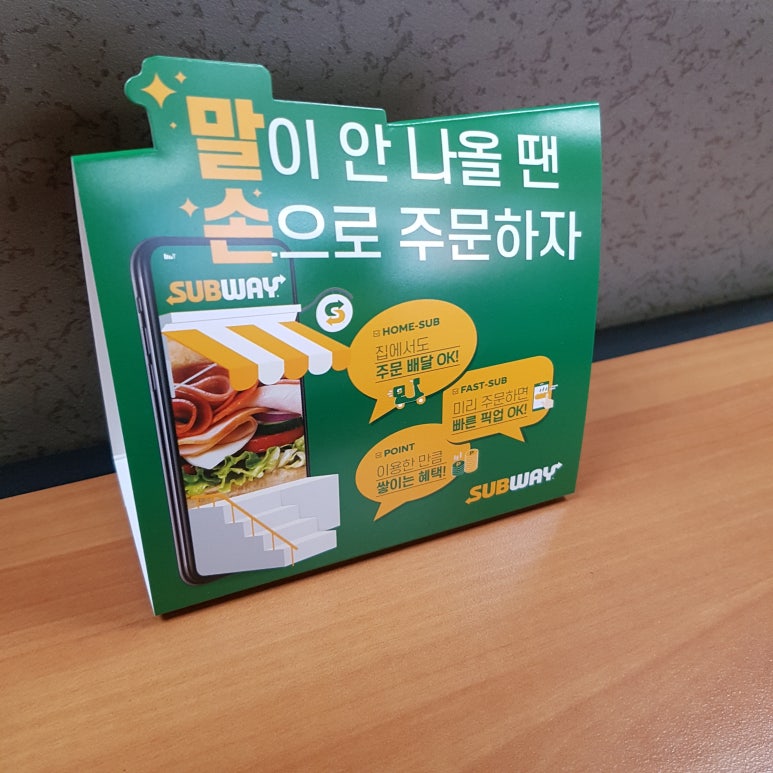 말이 안 나올 땐
손으로 주문하자
SUBWAY
HOME-SUB
집에서도
주문 배달 OK!
FAST-SUB
미리 주문하면
빠른 픽업 OK!
POINT
이용한 만큼
쌓이는 혜택!
SUBWAY